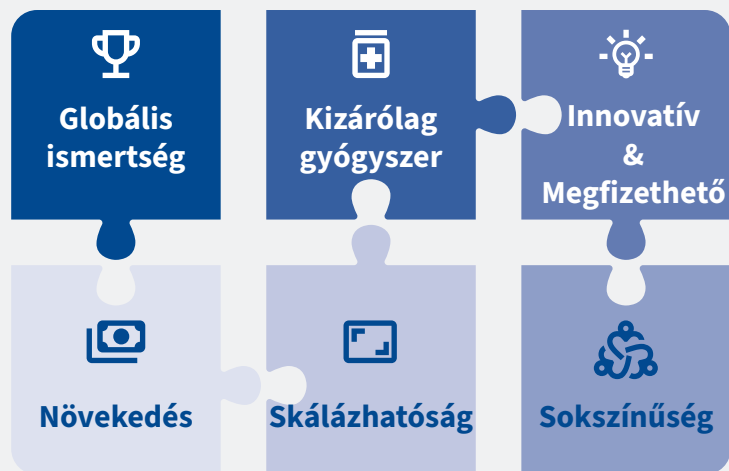 Globális
ismertség
Kizárólag
gyógyszer
Innovatív
&
Megfizethető
Növekedés
Skálázhatóság
Sokszínűség